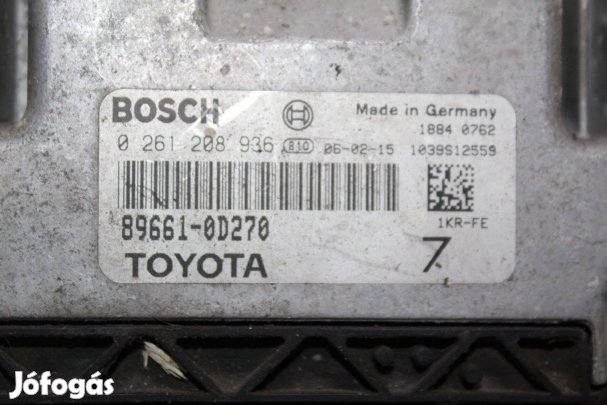 BOSCH
Made in Germany
1884 0762
0 261 208 936 810 06-02-15 1039S12559
89661-0D270
1KR-FE
TOYOTA
7
Jófogás